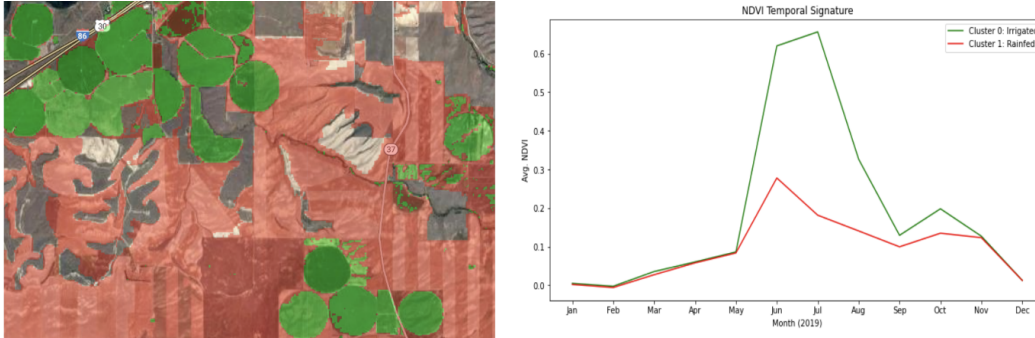 30
86
37
NDVI Temporal Signature
Cluster 0: Irrigated
Cluster 1: Rainfed
Avg. NDVI
0.6
0.5
0.4
0.3
0.2
0.1
0.0
Jan Feb Mar Apr May Jun Jul Aug Sep Oct Nov Dec
Month (2019)